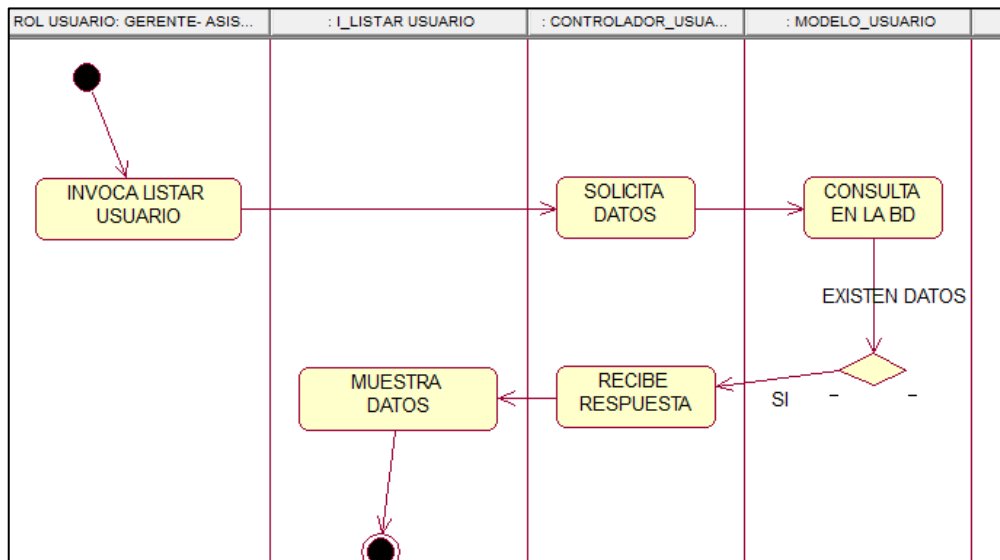 ROL USUARIO: GERENTE- ASIS...
: I_LISTAR USUARIO
: CONTROLADOR_USUA...
: MODELO_USUARIO
INVOCA LISTAR
USUARIO
SOLICITA
DATOS
CONSULTA
EN LA BD
EXISTEN DATOS
MUESTRA
DATOS
RECIBE
RESPUESTA
SI